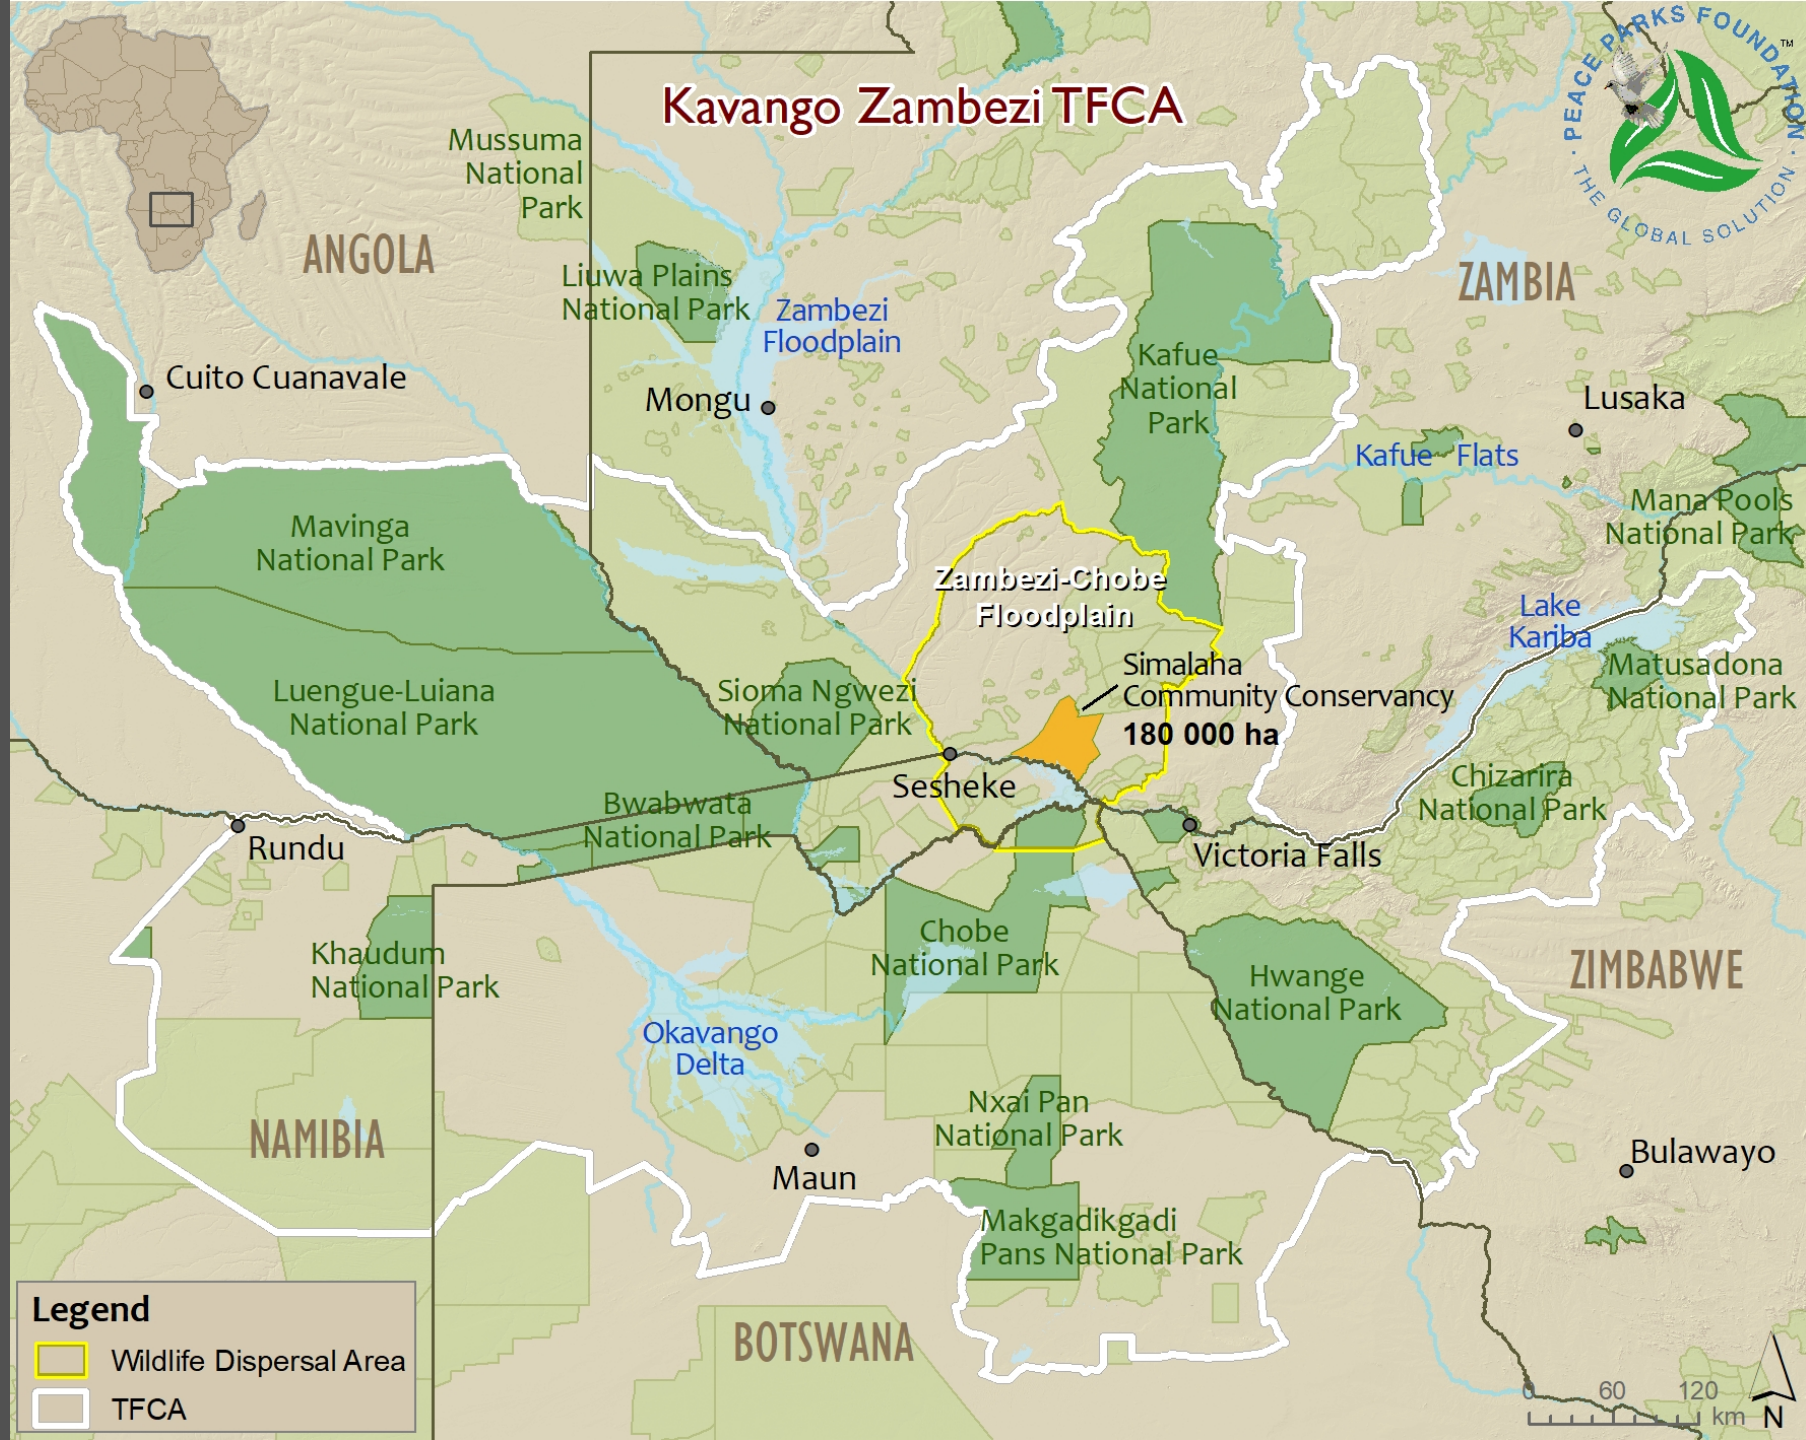 Kavango Zambezi TFCA
PEACE PARKS FOUNDATION
™
· THE GLOBAL SOLUTION ·
Mussuma
National
Park
ANGOLA
Liuwa Plains
National Park
Zambezi
Floodplain
ZAMBIA
Cuito Cuanavale
Mongu
Kafue
National
Park
Lusaka
Kafue Flats
Mana Pools
National Park
Mavinga
National Park
Zambezi-Chobe
Floodplain
Lake
Kariba
Simalaha
Community Conservancy
180 000 ha
Matusadona
National Park
Luengue-Luiana
National Park
Sioma Ngwezi
National Park
Sesheke
Chizarira
National Park
Bwabwata
National Park
Rundu
Victoria Falls
Khaudum
National Park
Chobe
National Park
Hwange
National Park
ZIMBABWE
Okavango
Delta
Nxai Pan
National Park
NAMIBIA
Maun
Bulawayo
Makgadikgadi
Pans National Park
BOTSWANA
Legend
Wildlife Dispersal Area
TFCA
0 60 120
km
N